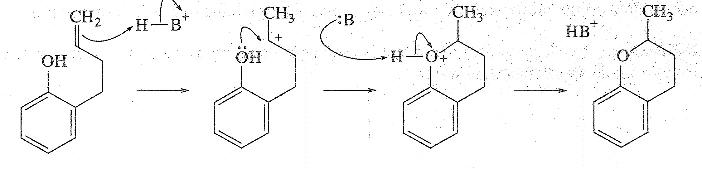 CH2
H—B+
OH
CH3
+
ÖH
:B
CH3
H—O+
HB+
CH3
O